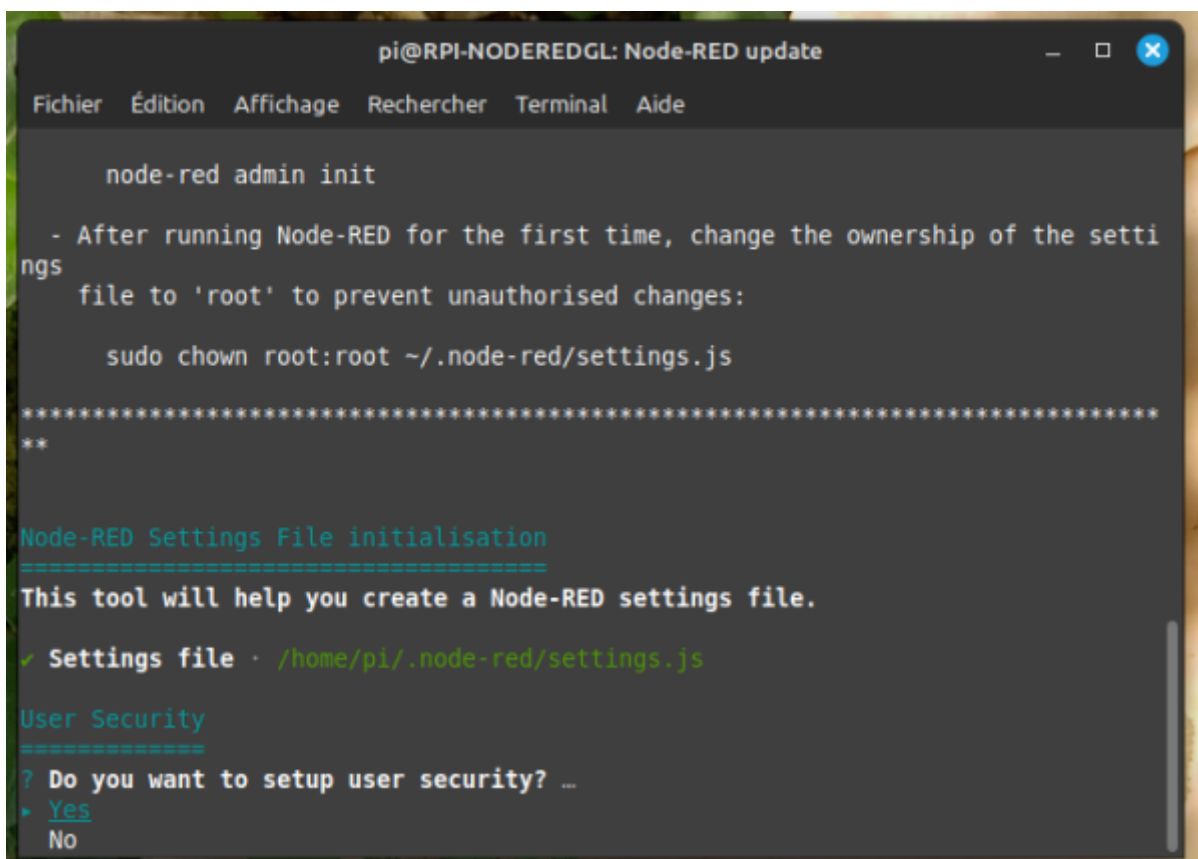 pi@RPI-NODEREDGL: Node-RED update
Fichier Édition Affichage Rechercher Terminal Aide
node-red admin init
- After running Node-RED for the first time, change the ownership of the setti
ngs
file to 'root' to prevent unauthorised changes:
sudo chown root:root ~/.node-red/settings.js
********************************************************************************
**
Node-RED Settings File initialisation
=====================================
This tool will help you create a Node-RED settings file.
✔ Settings file · /home/pi/.node-red/settings.js
User Security
=============
? Do you want to setup user security? …
▸ Yes
No